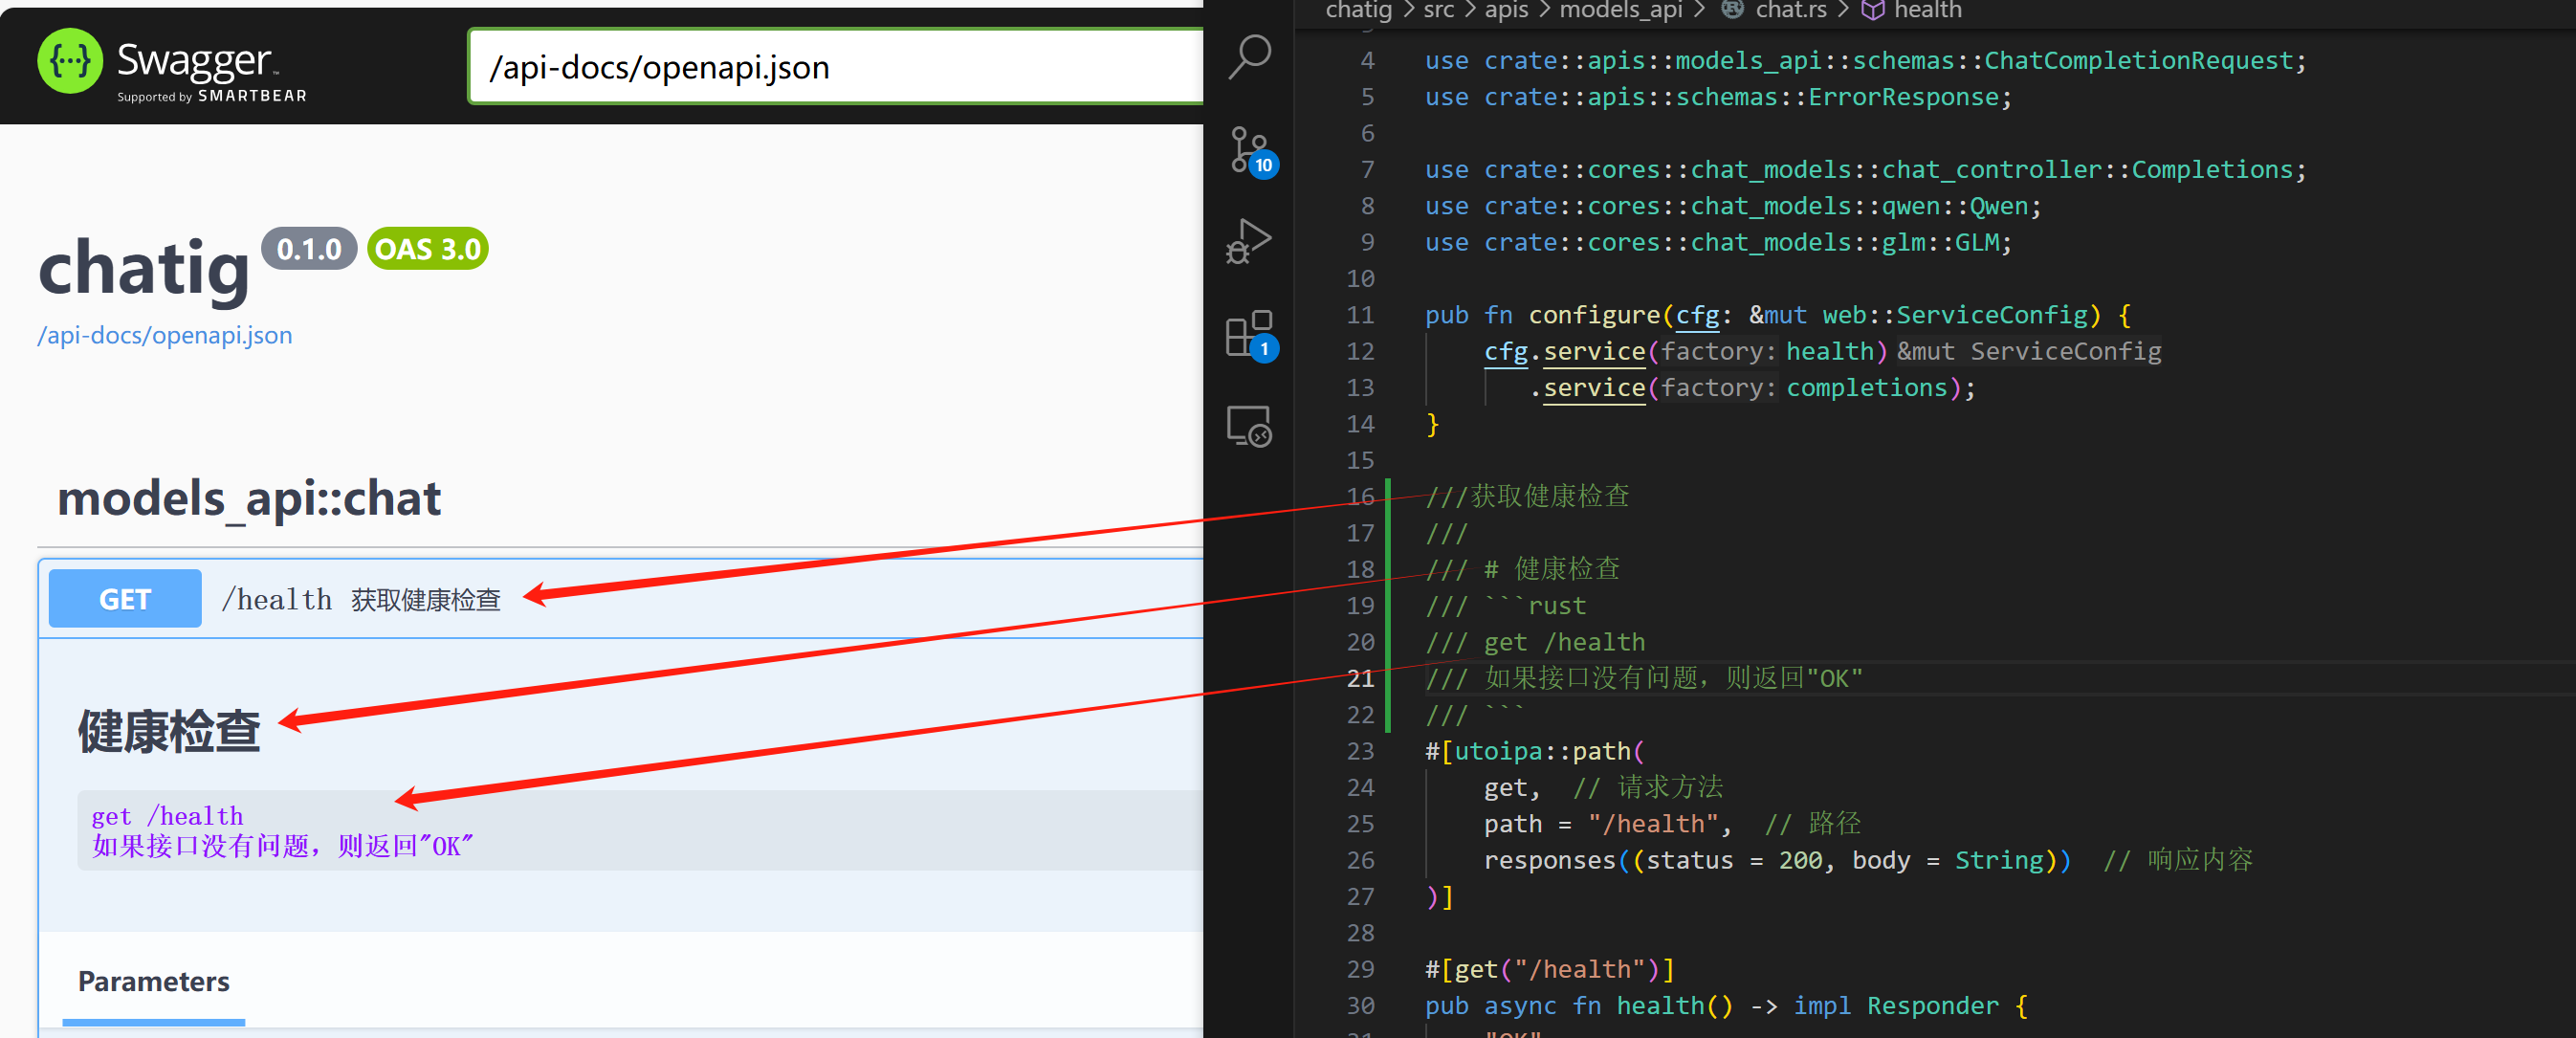 Swagger
Supported by SMARTBEAR
/api-docs/openapi.json
chatig 0.1.0 OAS 3.0
/api-docs/openapi.json
models_api::chat
GET /health 获取健康检查
健康检查
get /health
如果接口没有问题，则返回"OK"
Parameters
10
1
chatig > src > apis > models_api > chat.rs > health
4 use crate::apis::models_api::schemas::ChatCompletionRequest;
5 use crate::apis::schemas::ErrorResponse;
6
7 use crate::cores::chat_models::chat_controller::Completions;
8 use crate::cores::chat_models::qwen::Qwen;
9 use crate::cores::chat_models::glm::GLM;
10
11 pub fn configure(cfg: &mut web::ServiceConfig) {
12 cfg.service(factory: health) &mut ServiceConfig
13 .service(factory: completions);
14 }
15
16 ///获取健康检查
17 ///
18 /// # 健康检查
19 /// ```rust
20 /// get /health
21 /// 如果接口没有问题，则返回"OK"
22 /// ```
23 #[utoipa::path(
24 get,  // 请求方法
25 path = "/health",  // 路径
26 responses((status = 200, body = String))  // 响应内容
27 )]
28
29 #[get("/health")]
30 pub async fn health() -> impl Responder {
31 "OK"